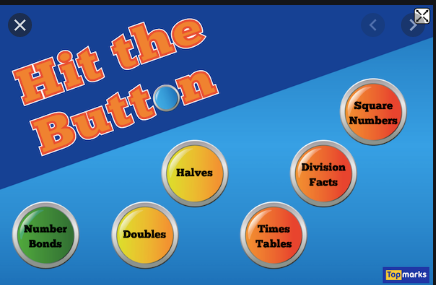 Hit the
Button
Square
Numbers
Halves
Division
Facts
Number
Bonds
Doubles
Times
Tables
Topmarks